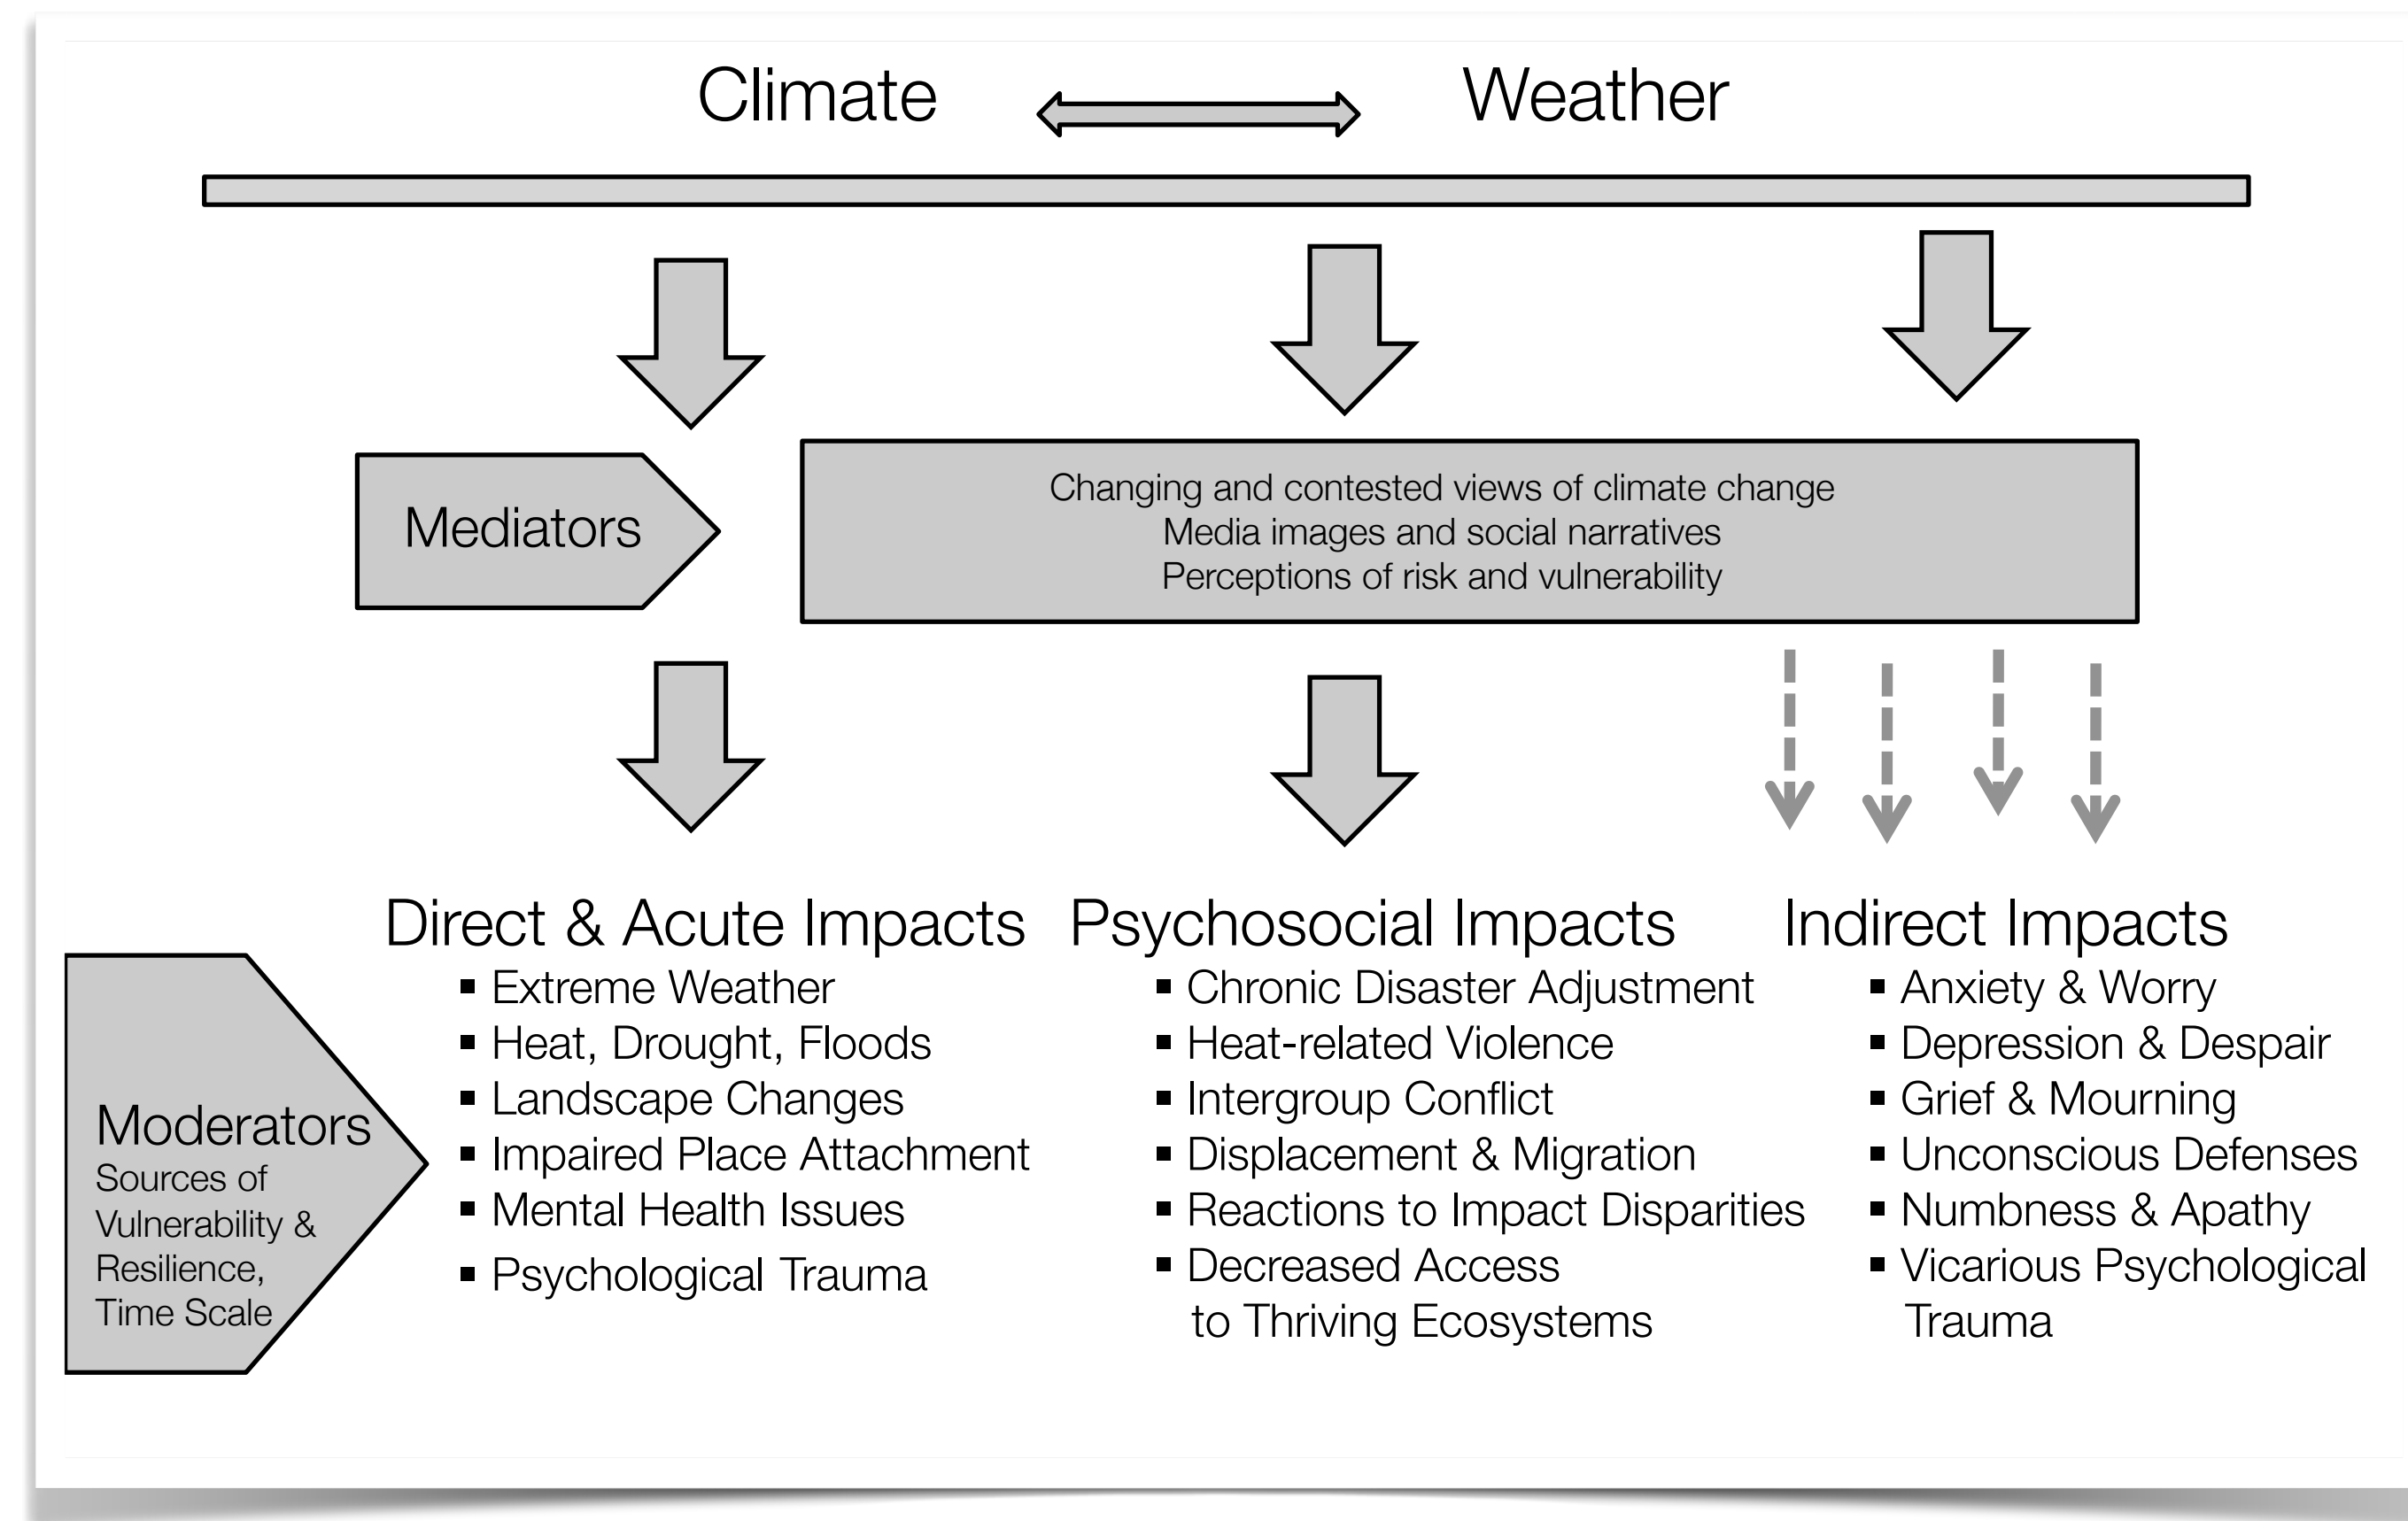 Climate
Weather
Mediators
Changing and contested views of climate change
Media images and social narratives
Perceptions of risk and vulnerability
Moderators
Sources of
Vulnerability &
Resilience,
Time Scale
Direct & Acute Impacts
▪ Extreme Weather
▪ Heat, Drought, Floods
▪ Landscape Changes
▪ Impaired Place Attachment
▪ Mental Health Issues
▪ Psychological Trauma
Psychosocial Impacts
▪ Chronic Disaster Adjustment
▪ Heat-related Violence
▪ Intergroup Conflict
▪ Displacement & Migration
▪ Reactions to Impact Disparities
▪ Decreased Access
to Thriving Ecosystems
Indirect Impacts
▪ Anxiety & Worry
▪ Depression & Despair
▪ Grief & Mourning
▪ Unconscious Defenses
▪ Numbness & Apathy
▪ Vicarious Psychological
Trauma